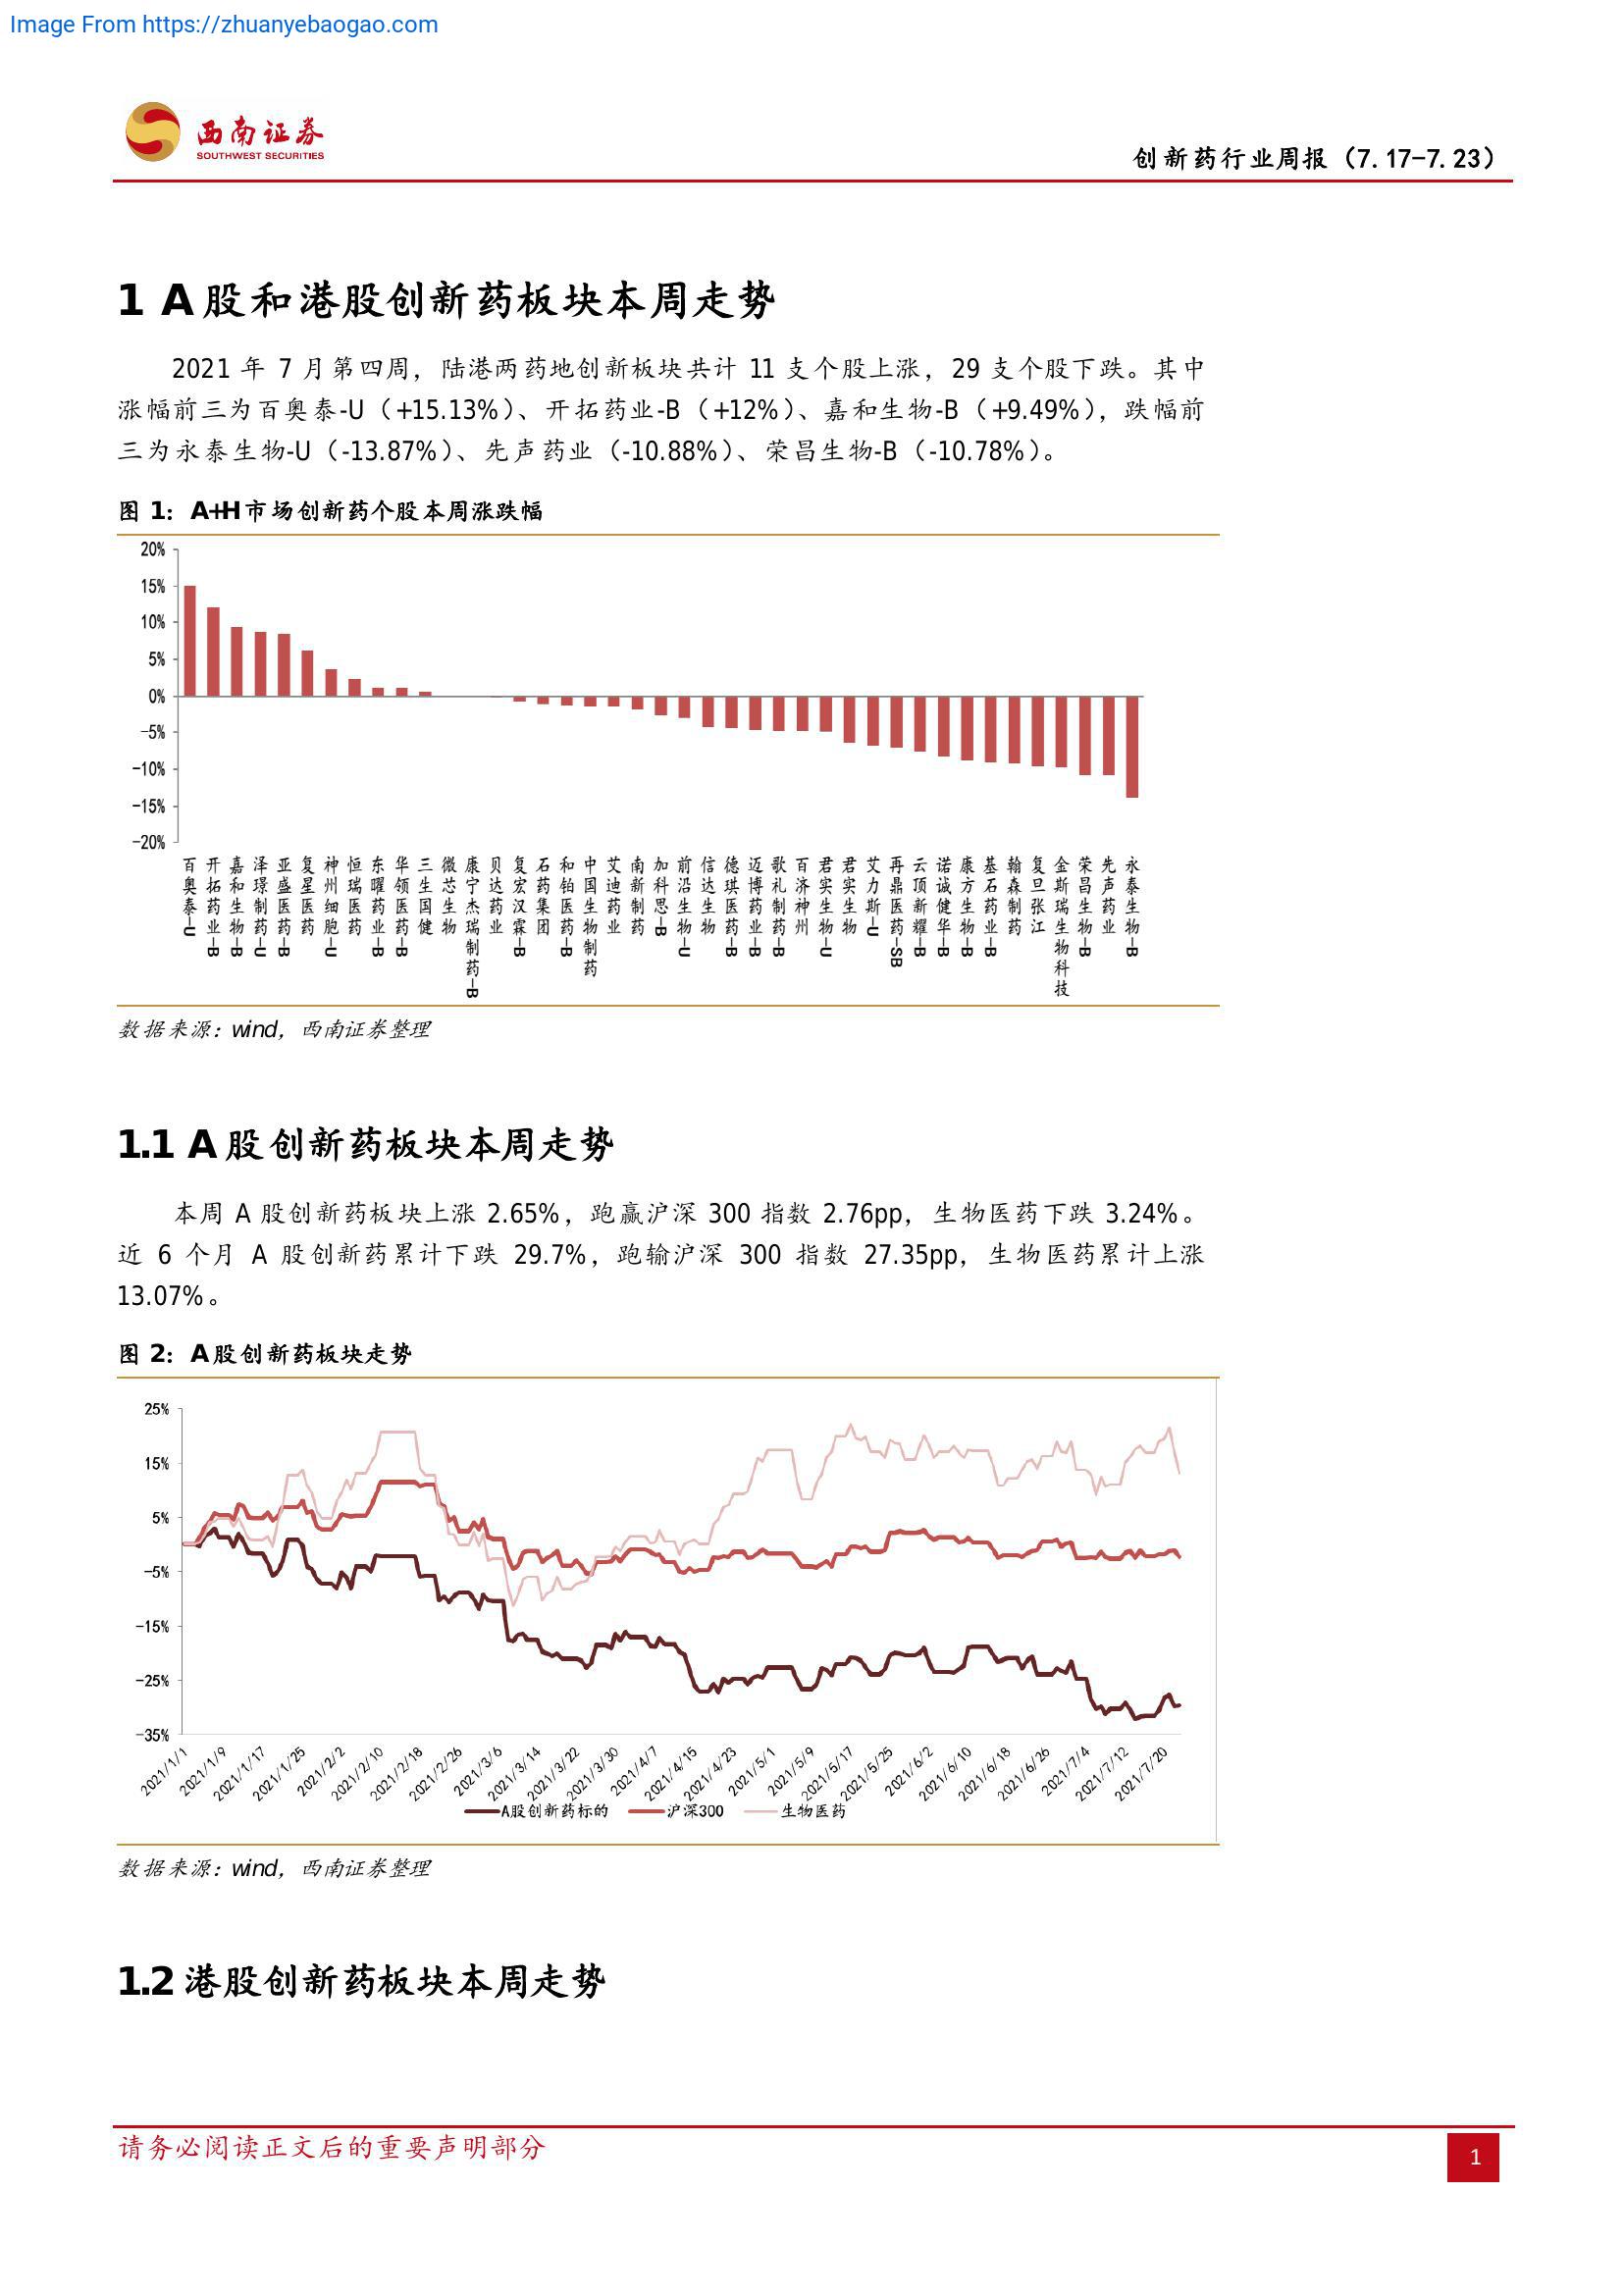 Image From https://zhuanyebaogao.com
西南证券
SOUTHWEST SECURITIES
创新药行业周报（7.17-7.23）
1 A股和港股创新药板块本周走势
2021 年 7 月第四周，陆港两药地创新板块共计 11 支个股上涨，29 支个股下跌。其中
涨幅前三为百奥泰-U（+15.13%）、开拓药业-B（+12%）、嘉和生物-B（+9.49%），跌幅前
三为永泰生物-U（-13.87%）、先声药业（-10.88%）、荣昌生物-B（-10.78%）。
图 1：A+H市场创新药个股本周涨跌幅
20%
15%
10%
5%
0%
-5%
-10%
-15%
-20%
百奥泰-U
开拓药业-B
嘉和生物-B
泽璟制药-U
亚盛医药-B
复星医药
神州细胞-U
恒瑞医药
东曜药业-B
华领医药-B
三生国健
微芯生物
康宁杰瑞制药-B
贝达药业
复宏汉霖-B
石药集团
和铂医药-B
中国生物制药
艾迪药业
南新制药
加科思-B
前沿生物-U
信达生物
德琪医药-B
迈博药业-B
歌礼制药-B
百济神州
君实生物-U
君实生物
艾力斯-U
再鼎医药-SB
云顶新耀-B
诺诚健华-B
康方生物-B
基石药业-B
翰森制药
复旦张江
金斯瑞生物科技
荣昌生物-B
先声药业
永泰生物-B
数据来源：wind，西南证券整理
1.1 A股创新药板块本周走势
本周 A 股创新药板块上涨 2.65%，跑赢沪深 300 指数 2.76pp，生物医药下跌 3.24%。
近 6 个月 A 股创新药累计下跌 29.7%，跑输沪深 300 指数 27.35pp，生物医药累计上涨
13.07%。
图 2：A股创新药板块走势
25%
15%
5%
-5%
-15%
-25%
-35%
2021/1/1
2021/1/9
2021/1/17
2021/1/25
2021/2/2
2021/2/10
2021/2/18
2021/2/26
2021/3/6
2021/3/14
2021/3/22
2021/3/30
2021/4/7
2021/4/15
2021/4/23
2021/5/1
2021/5/9
2021/5/17
2021/5/25
2021/6/2
2021/6/10
2021/6/18
2021/6/26
2021/7/4
2021/7/12
2021/7/20
A股创新药标的 沪深300 生物医药
数据来源：wind，西南证券整理
1.2 港股创新药板块本周走势
请务必阅读正文后的重要声明部分
1